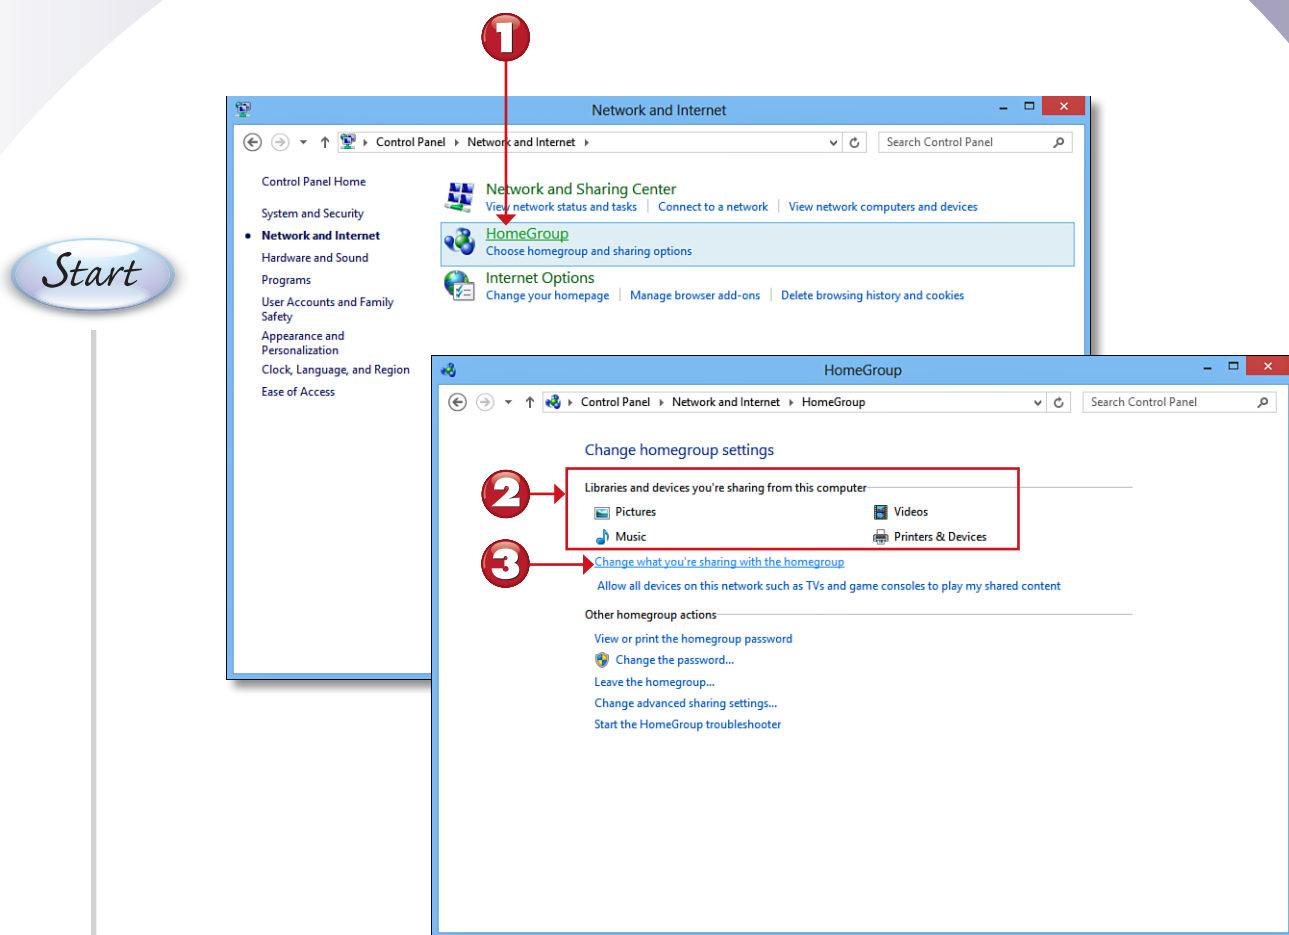 1
Network and Internet
Control Panel Network and Internet
Search Control Panel
Control Panel Home
System and Security
Network and Internet
Hardware and Sound
Programs
User Accounts and Family
Safety
Appearance and
Personalization
Clock, Language, and Region
Ease of Access
Network and Sharing Center
View network status and tasks Connect to a network View network computers and devices
HomeGroup
Choose homegroup and sharing options
Internet Options
Change your homepage Manage browser add-ons Delete browsing history and cookies
Start
HomeGroup
Control Panel Network and Internet HomeGroup
Search Control Panel
Change homegroup settings
2
Libraries and devices you're sharing from this computer
Pictures Videos
Music Printers & Devices
3
Change what you're sharing with the homegroup
Allow all devices on this network such as TVs and game consoles to play my shared content
Other homegroup actions
View or print the homegroup password
Change the password...
Leave the homegroup...
Change advanced sharing settings...
Start the HomeGroup troubleshooter